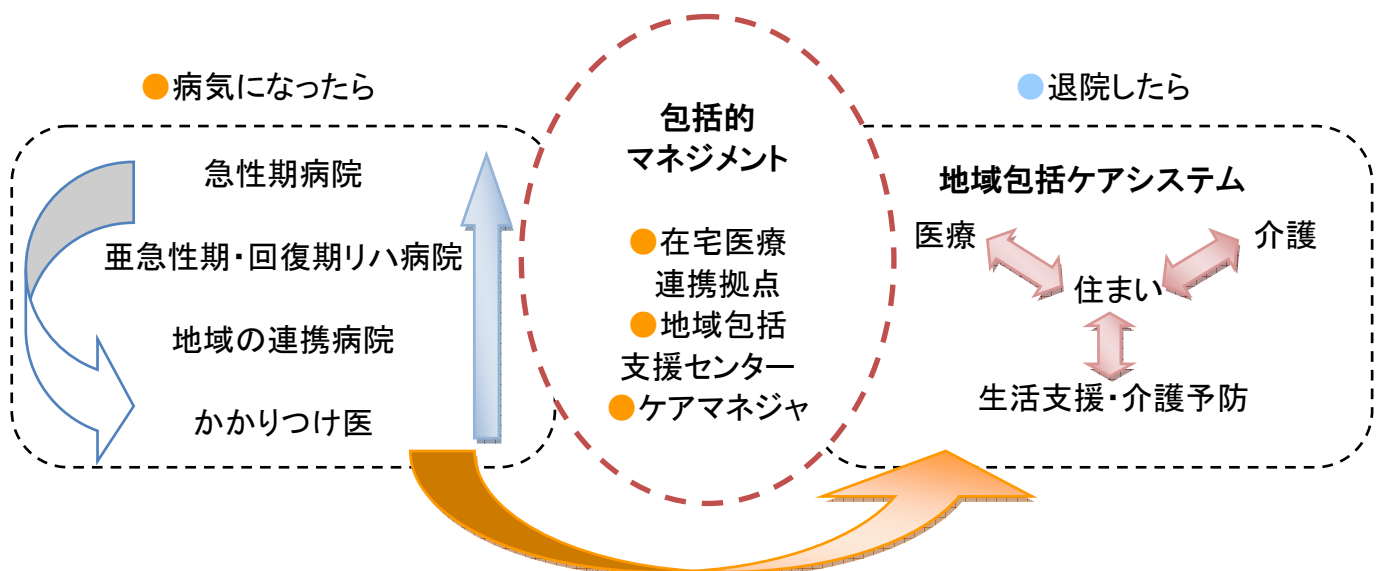 ●病気になったら
急性期病院
亜急性期・回復期リハ病院
地域の連携病院
かかりつけ医
包括的
マネジメント
●在宅医療
連携拠点
●地域包括
支援センター
●ケアマネジャ
●退院したら
地域包括ケアシステム
医療
介護
住まい
生活支援・介護予防